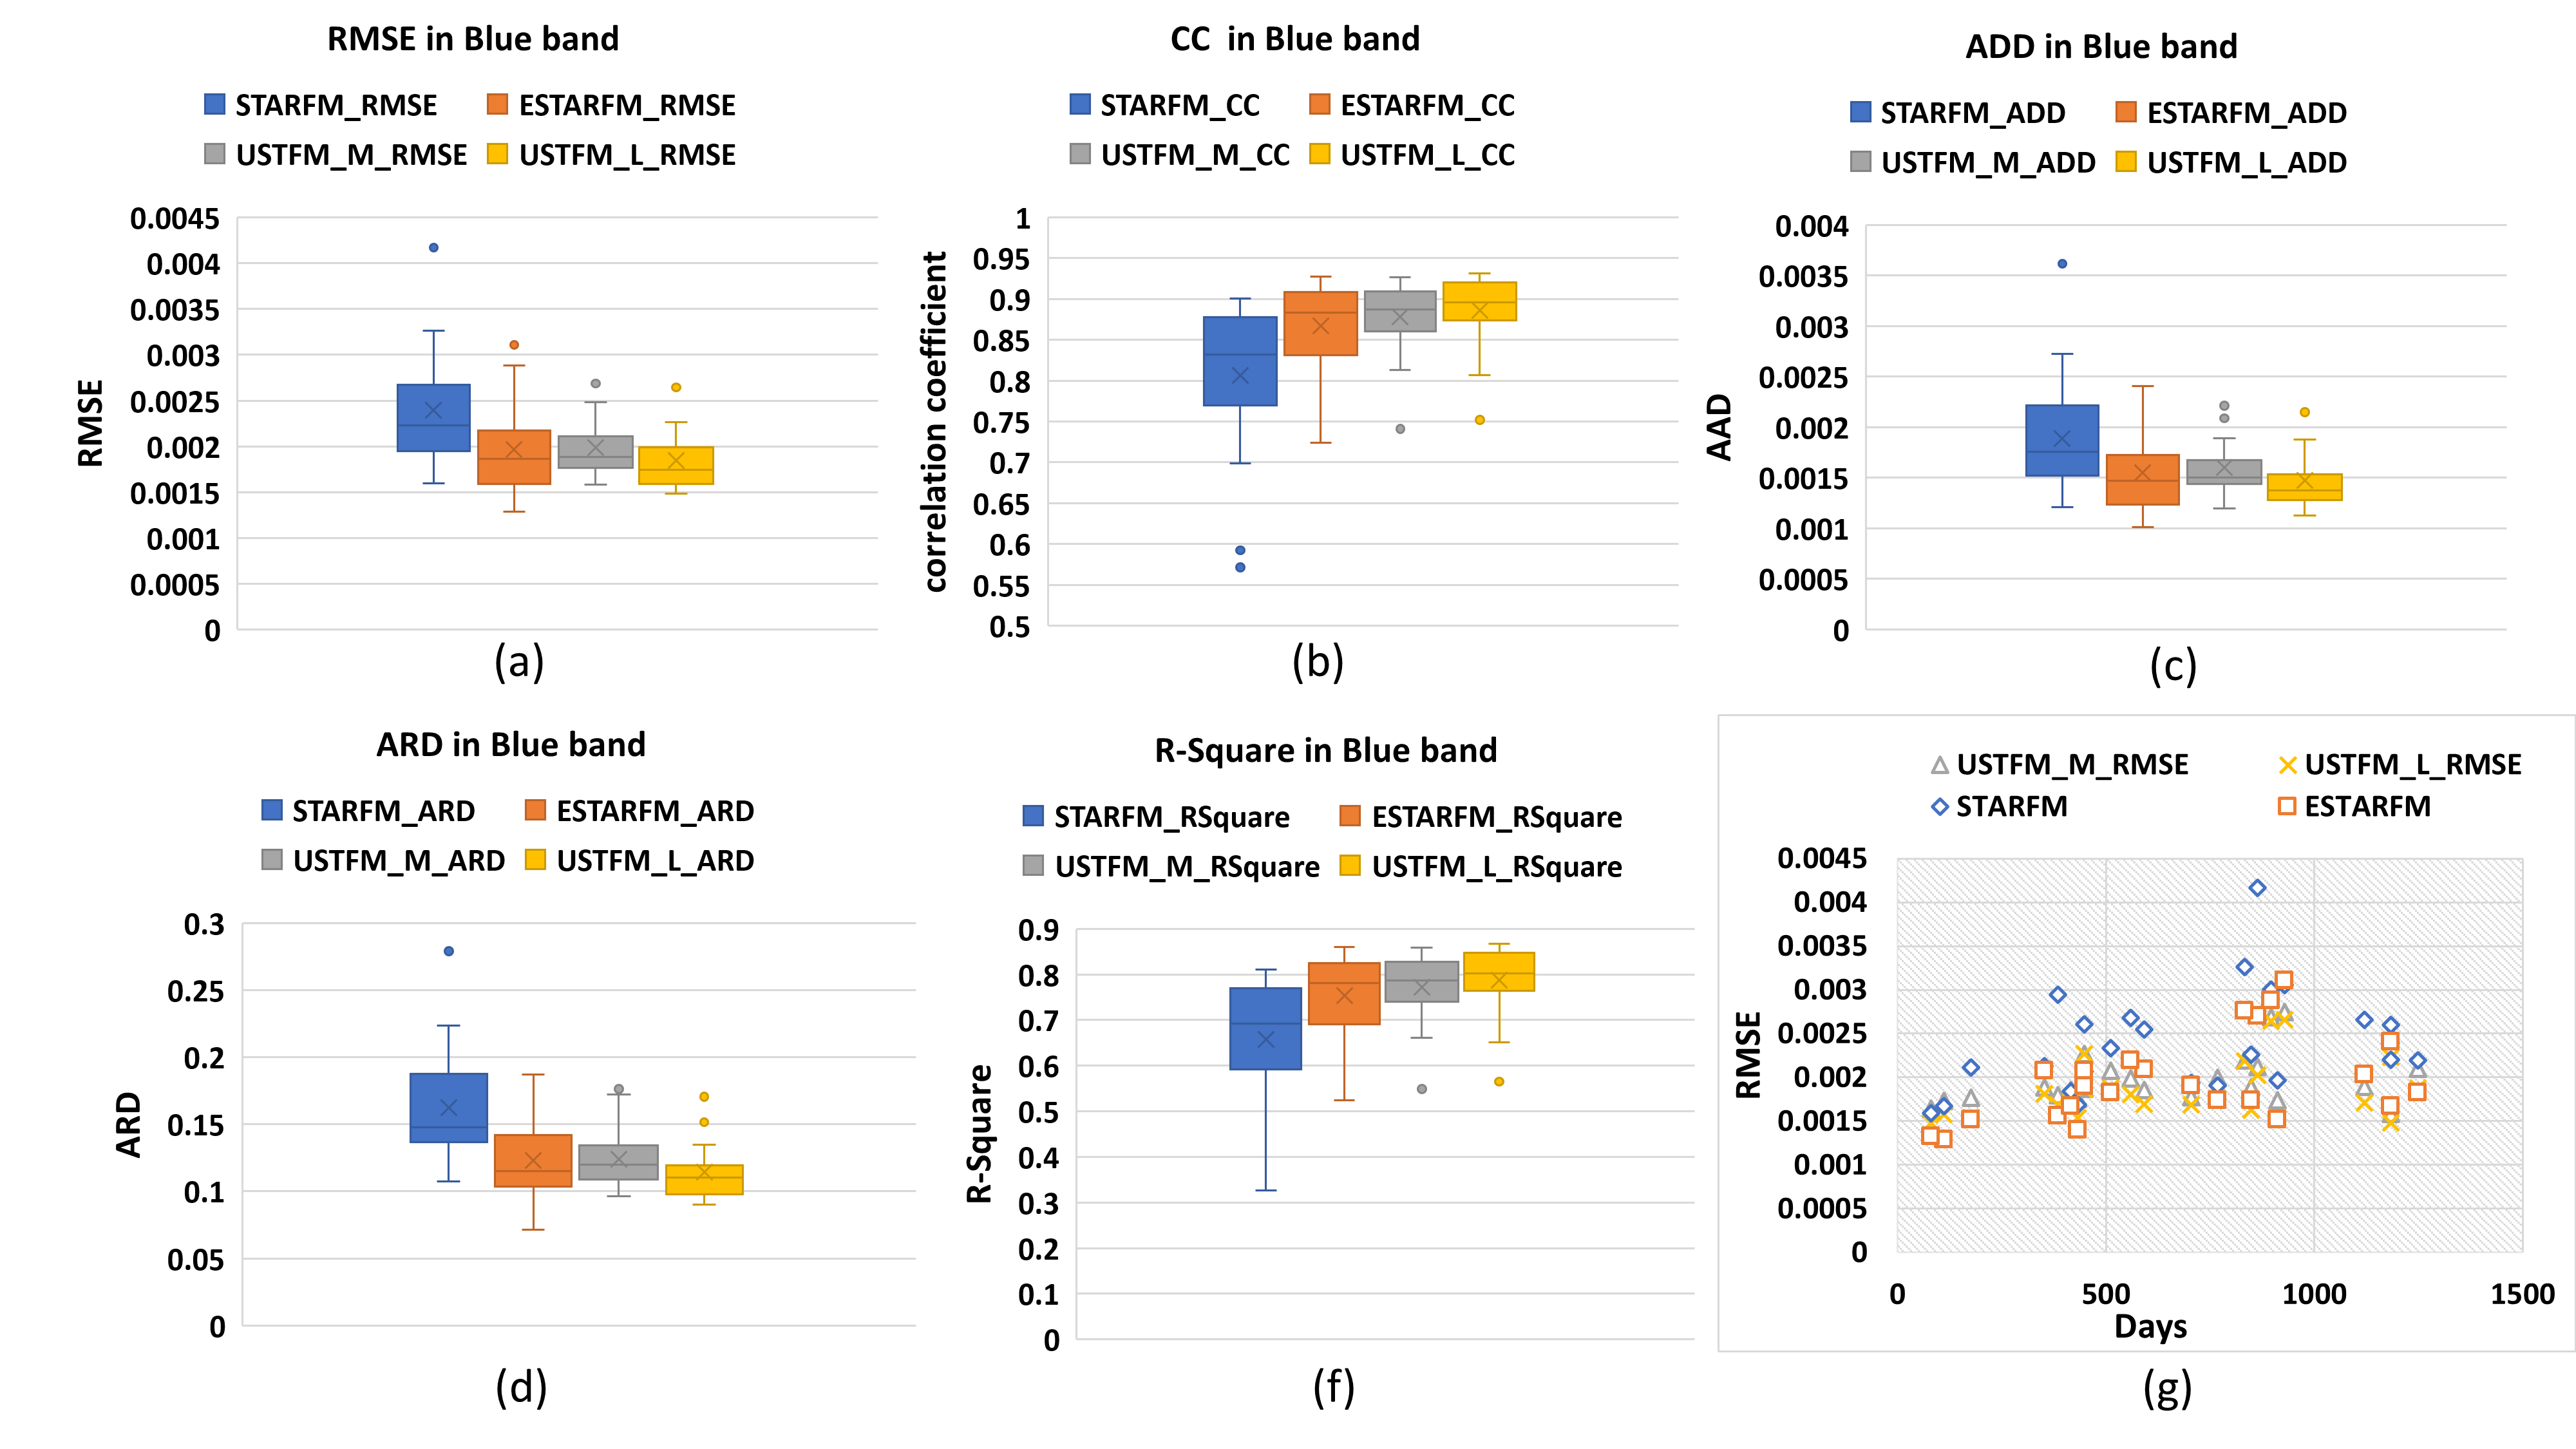 RMSE in Blue band
STARFM_RMSE ESTARFM_RMSE
USTFM_M_RMSE USTFM_L_RMSE
0.0045
0.004
0.0035
0.003
0.0025
0.002
0.0015
0.001
0.0005
0
RMSE
(a)
CC in Blue band
STARFM_CC ESTARFM_CC
USTFM_M_CC USTFM_L_CC
1
0.95
0.9
0.85
0.8
0.75
0.7
0.65
0.6
0.55
0.5
correlation coefficient
(b)
ADD in Blue band
STARFM_ADD ESTARFM_ADD
USTFM_M_ADD USTFM_L_ADD
0.004
0.0035
0.003
0.0025
0.002
0.0015
0.001
0.0005
0
AAD
(c)
ARD in Blue band
STARFM_ARD ESTARFM_ARD
USTFM_M_ARD USTFM_L_ARD
0.3
0.25
0.2
0.15
0.1
0.05
0
ARD
(d)
R-Square in Blue band
STARFM_RSquare ESTARFM_RSquare
USTFM_M_RSquare USTFM_L_RSquare
0.9
0.8
0.7
0.6
0.5
0.4
0.3
0.2
0.1
0
R-Square
(f)
USTFM_M_RMSE USTFM_L_RMSE
STARFM ESTARFM
0.0045
0.004
0.0035
0.003
0.0025
0.002
0.0015
0.001
0.0005
0
RMSE
0 500 1000 1500
Days
(g)